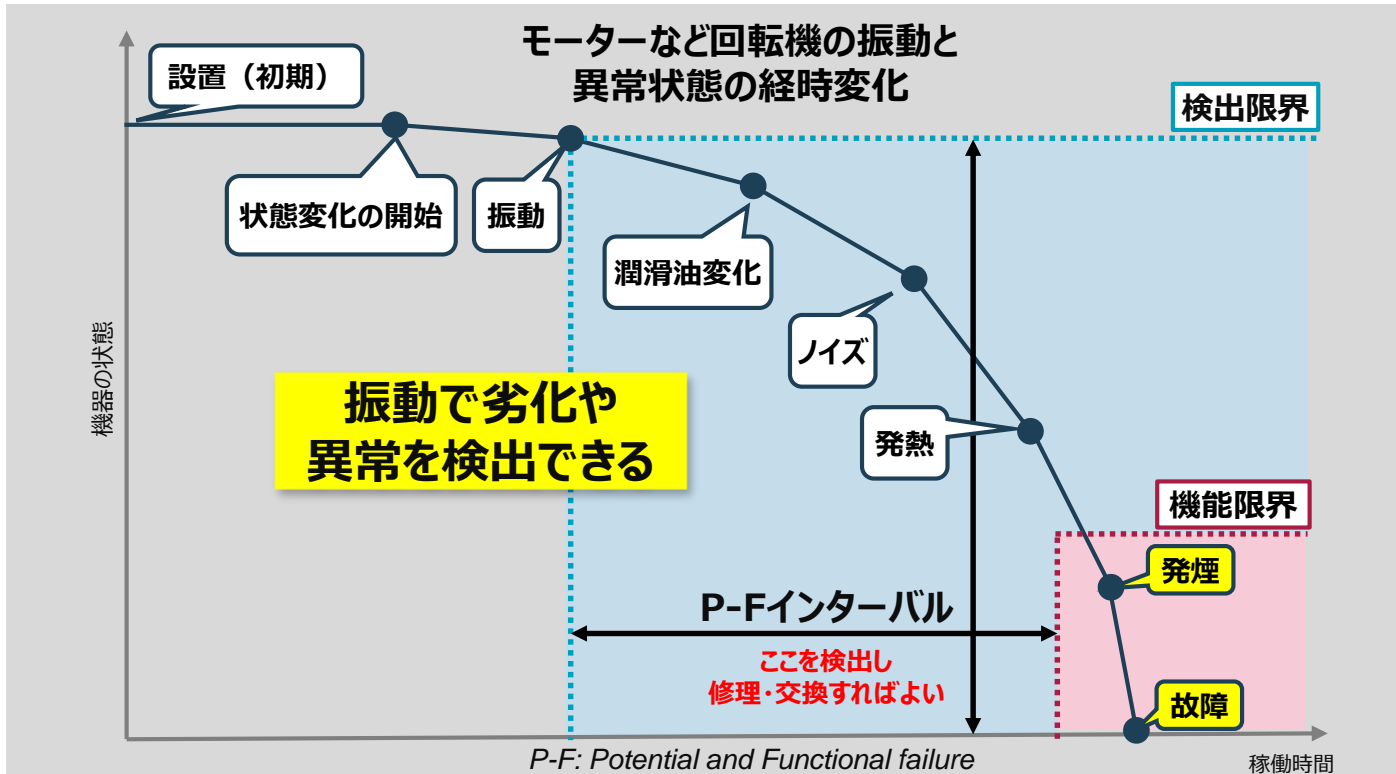 モーターなど回転機の振動と
異常状態の経時変化
設置（初期）
検出限界
状態変化の開始
振動
潤滑油変化
ノイズ
機器の状態
振動で劣化や
異常を検出できる
発熱
機能限界
発煙
P-Fインターバル
ここを検出し
修理・交換すればよい
故障
P-F: Potential and Functional failure
稼働時間